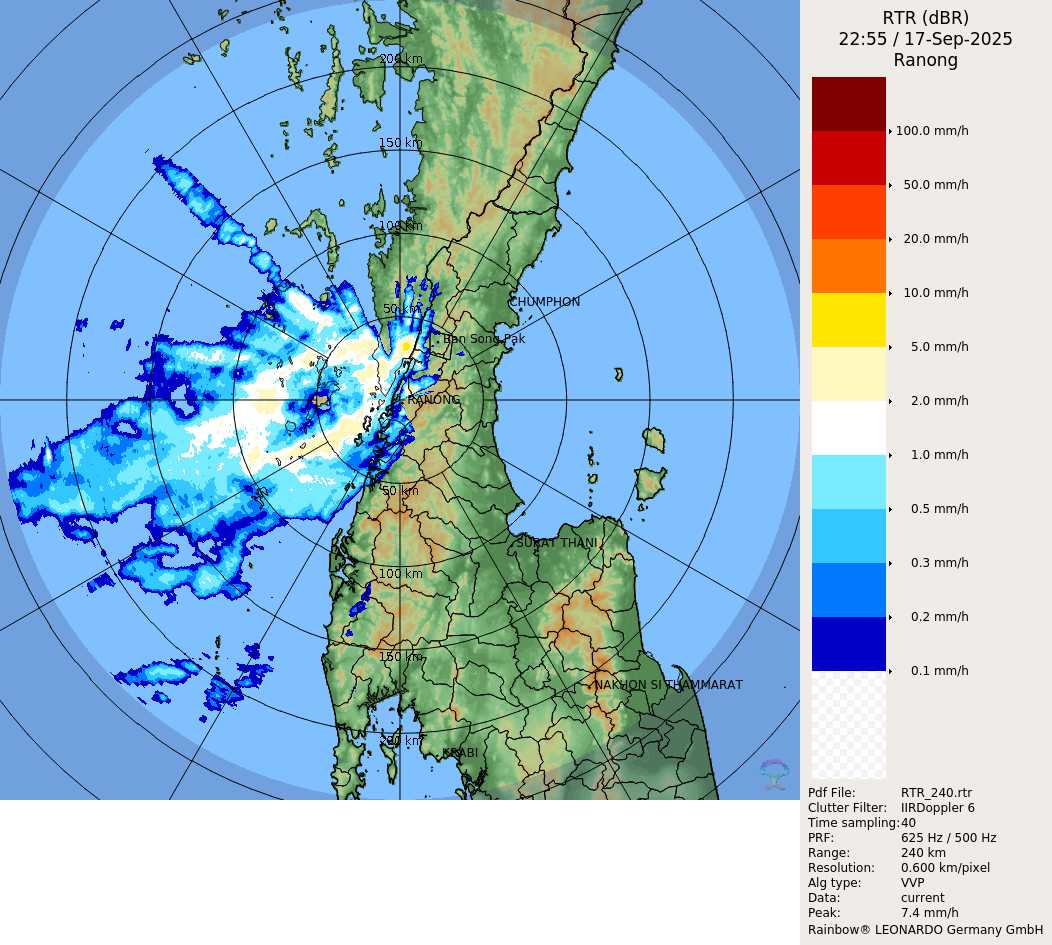 RTR (dBR)
22:55 / 17-Sep-2025
Ranong
200 km
150 km
100 km
50 km
CHUMPHON
Ban Song Pak
RANONG
50 km
SURAT THANI
100 km
150 km
NAKHON SI THAMMARAT
200 km
KRABI
100.0 mm/h
50.0 mm/h
20.0 mm/h
10.0 mm/h
5.0 mm/h
2.0 mm/h
1.0 mm/h
0.5 mm/h
0.3 mm/h
0.2 mm/h
0.1 mm/h
Pdf File: RTR_240.rtr
Clutter Filter: IIRDoppler 6
Time sampling:40
PRF: 625 Hz / 500 Hz
Range: 240 km
Resolution: 0.600 km/pixel
Alg type: VVP
Data: current
Peak: 7.4 mm/h
Rainbow® LEONARDO Germany GmbH